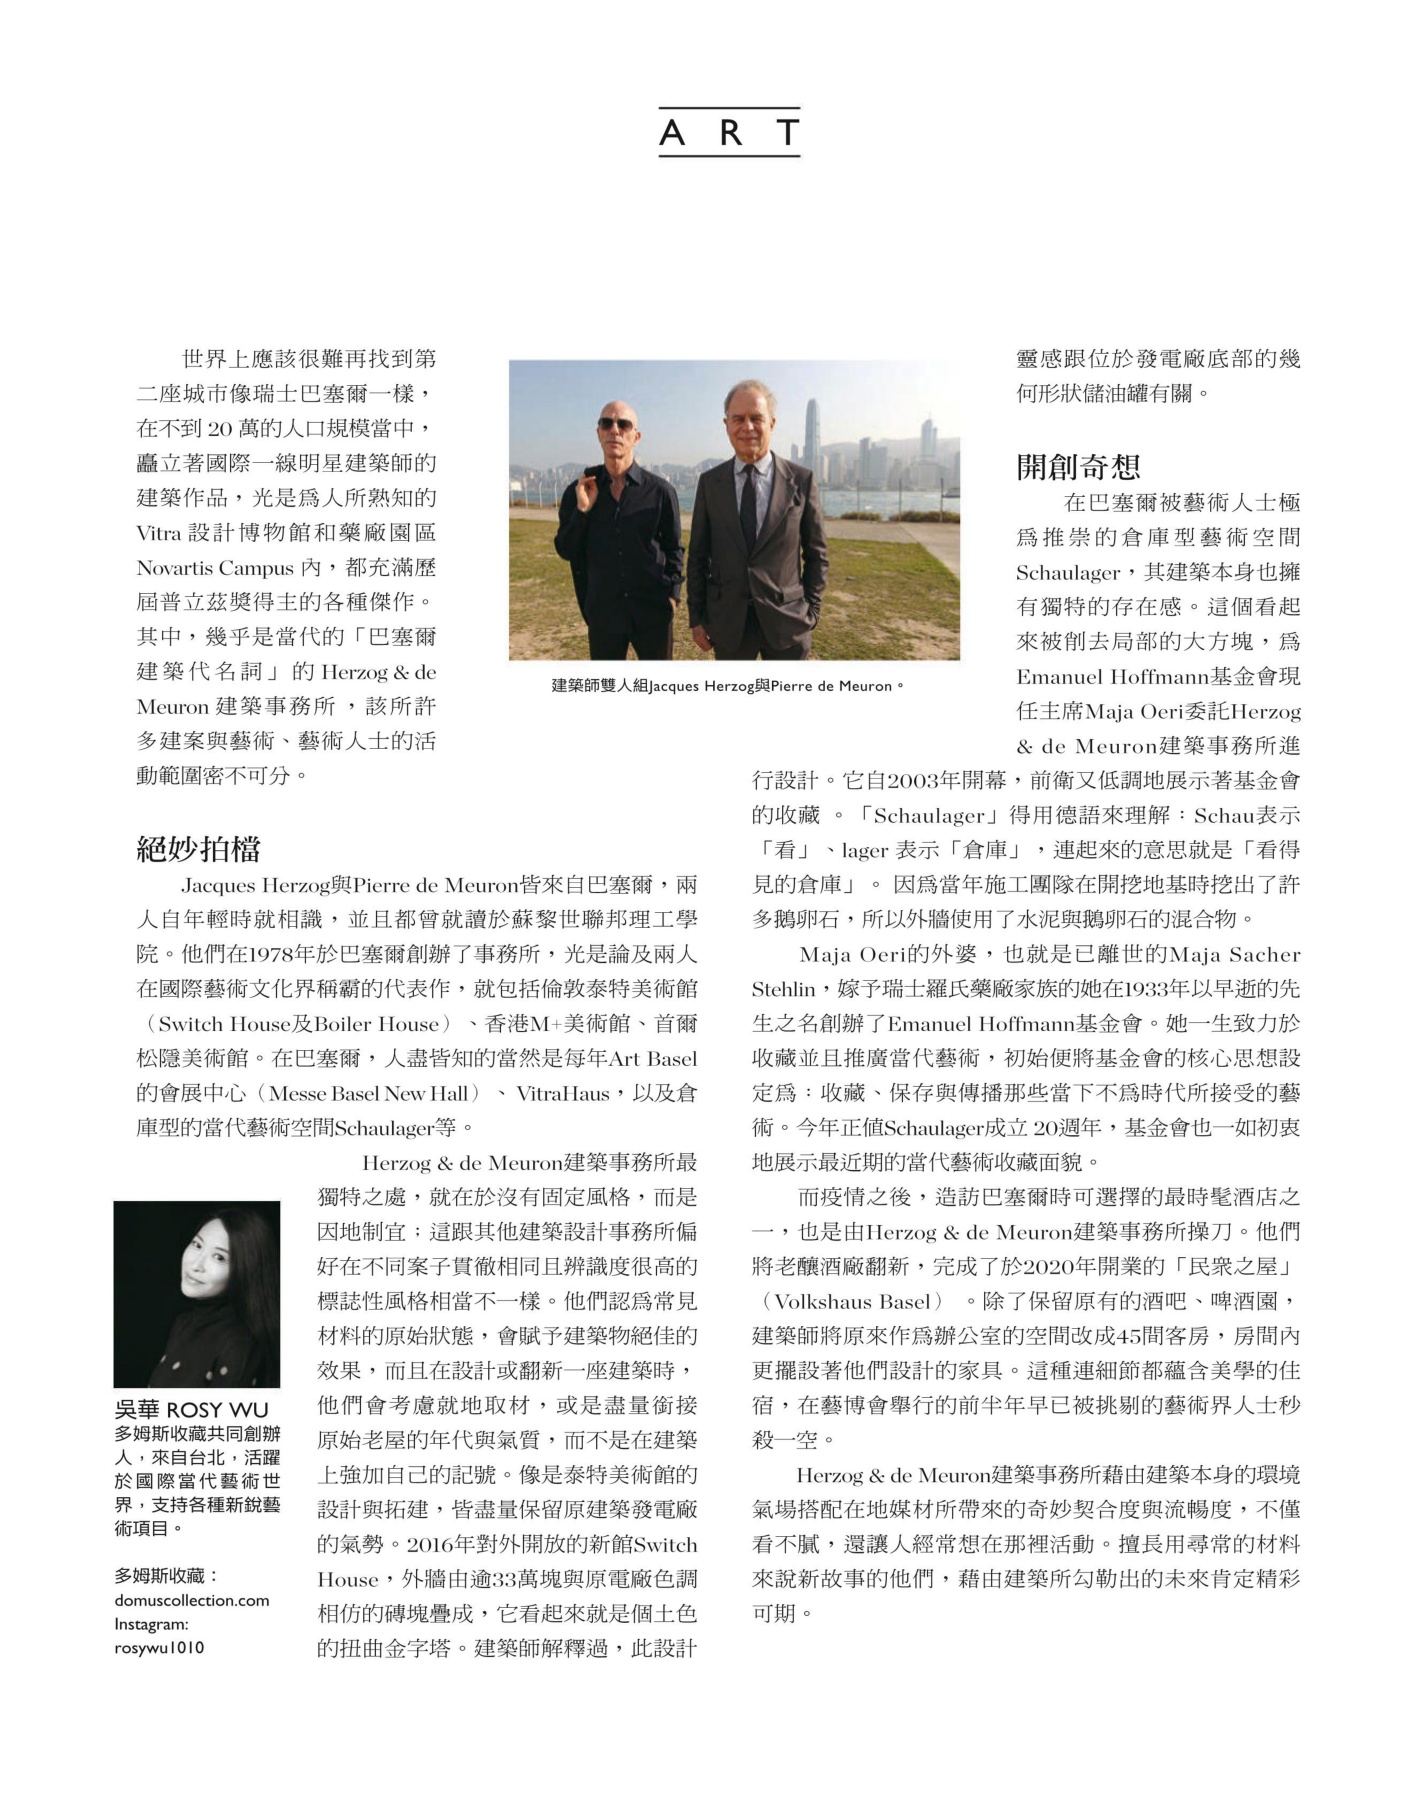 ART
世界上應該很難再找到第
二座城市像瑞士巴塞爾一樣，
在不到 20 萬的人口規模當中，
矗立著國際一線明星建築師的
建築作品，光是爲人所熟知的
Vitra 設計博物館和藥廠園區
Novartis Campus 內，都充滿歷
屆普立茲獎得主的各種傑作。
其中，幾乎是當代的「巴塞爾
建築代名詞」的 Herzog & de
Meuron 建築事務所，該所許
多建案與藝術、藝術人士的活
動範圍密不可分。
絕妙拍檔
Jacques Herzog與Pierre de Meuron皆來自巴塞爾，兩
人自年輕時就相識，並且都曾就讀於蘇黎世聯邦理工學
院。他們在1978年於巴塞爾創辦了事務所，光是論及兩人
在國際藝術文化界稱霸的代表作，就包括倫敦泰特美術館
（Switch House及Boiler House）、香港M+美術館、首爾
松隱美術館。在巴塞爾，人盡皆知的當然是每年Art Basel
的會展中心（Messe Basel New Hall）、VitraHaus，以及倉
庫型的當代藝術空間Schaulager等。
Herzog & de Meuron建築事務所最
獨特之處，就在於沒有固定風格，而是
因地制宜；這跟其他建築設計事務所偏
好在不同案子貫徹相同且辨識度很高的
標誌性風格相當不一樣。他們認爲常見
材料的原始狀態，會賦予建築物絕佳的
效果，而且在設計或翻新一座建築時，
他們會考慮就地取材，或是盡量銜接
原始老屋的年代與氣質，而不是在建築
上強加自己的記號。像是泰特美術館的
設計與拓建，皆盡量保留原建築發電廠
的氣勢。2016年對外開放的新館Switch
House，外牆由逾33萬塊與原電廠色調
相仿的磚塊疊成，它看起來就是個土色
的扭曲金字塔。建築師解釋過，此設計
吳華 ROSY WU
多姆斯收藏共同創辦
人，來自台北，活躍
於國際當代藝術世
界，支持各種新銳藝
術項目。
多姆斯收藏：
domuscollection.com
Instagram:
rosywu1010
建築師雙人組Jacques Herzog與Pierre de Meuron。
靈感跟位於發電廠底部的幾
何形狀儲油罐有關。
開創奇想
在巴塞爾被藝術人士極
爲推崇的倉庫型藝術空間
Schaulager，其建築本身也擁
有獨特的存在感。這個看起
來被削去局部的大方塊，爲
Emanuel Hoffmann基金會現
任主席Maja Oeri委託Herzog
& de Meuron建築事務所進
行設計。它自2003年開幕，前衛又低調地展示著基金會
的收藏 。「Schaulager」得用德語來理解：Schau表示
「看」、lager 表示「倉庫」，連起來的意思就是「看得
見的倉庫」。 因爲當年施工團隊在開挖地基時挖出了許
多鵝卵石，所以外牆使用了水泥與鵝卵石的混合物。
Maja Oeri的外婆，也就是已離世的Maja Sacher
Stehlin，嫁予瑞士羅氏藥廠家族的她在1933年以早逝的先
生之名創辦了Emanuel Hoffmann基金會。她一生致力於
收藏並且推廣當代藝術，初始便將基金會的核心思想設
定爲：收藏、保存與傳播那些當下不爲時代所接受的藝
術。今年正值Schaulager成立 20週年，基金會也一如初衷
地展示最近期的當代藝術收藏面貌。
而疫情之後，造訪巴塞爾時可選擇的最時髦酒店之
一，也是由Herzog & de Meuron建築事務所操刀。他們
將老釀酒廠翻新，完成了於2020年開業的「民衆之屋」
（Volkshaus Basel） 。除了保留原有的酒吧、啤酒園，
建築師將原來作爲辦公室的空間改成45間客房，房間內
更擺設著他們設計的家具。這種連細節都蘊含美學的住
宿，在藝博會舉行的前半年早已被挑剔的藝術界人士秒
殺一空。
Herzog & de Meuron建築事務所藉由建築本身的環境
氣場搭配在地媒材所帶來的奇妙契合度與流暢度，不僅
看不膩，還讓人經常想在那裡活動。擅長用尋常的材料
來說新故事的他們，藉由建築所勾勒出的未來肯定精彩
可期。